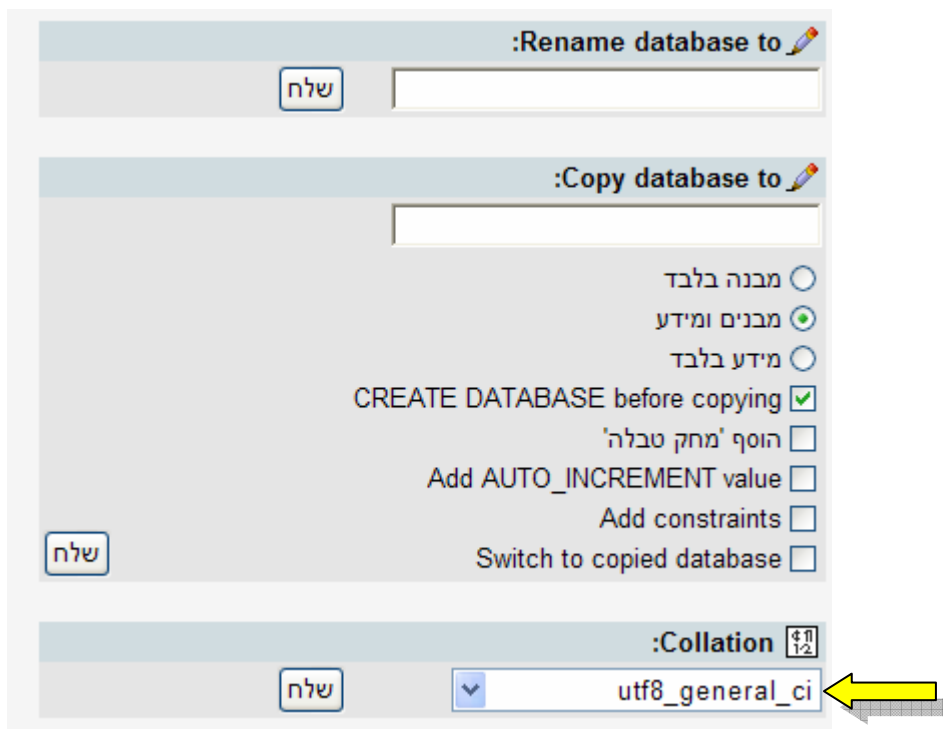 :Rename database to
שלח
:Copy database to
מבנה בלבד
מבנים ומידע
מידע בלבד
CREATE DATABASE before copying
הוסף 'מחק טבלה'
Add AUTO_INCREMENT value
Add constraints
Switch to copied database
שלח
:Collation
utf8_general_ci שלח